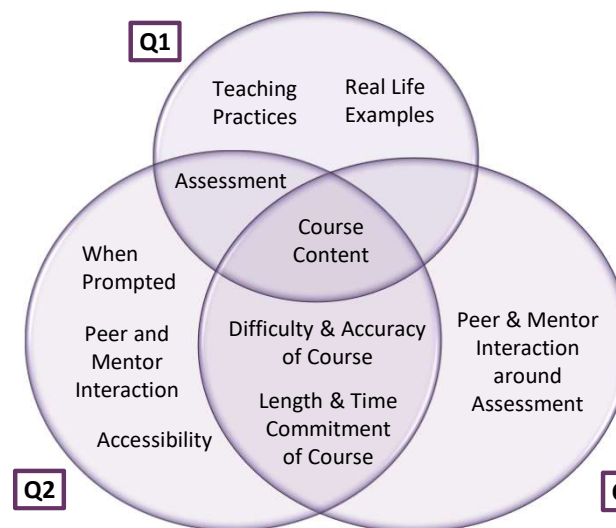 Q1
Teaching
Practices
Real Life
Examples
Assessment
Course
Content
When
Prompted
Peer and
Mentor
Interaction
Accessibility
Difficulty & Accuracy
of Course
Length & Time
Commitment
of Course
Peer & Mentor
Interaction
around
Assessment
Q2